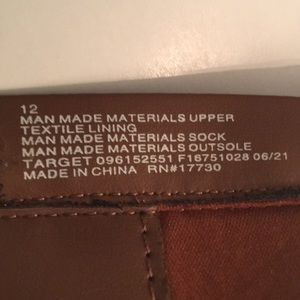 12
MAN MADE MATERIALS UPPER
TEXTILE LINING
MAN MADE MATERIALS SOCK
MAN MADE MATERIALS OUTSOLE
TARGET 096152551 F16751028 06/21
MADE IN CHINA RN#17730